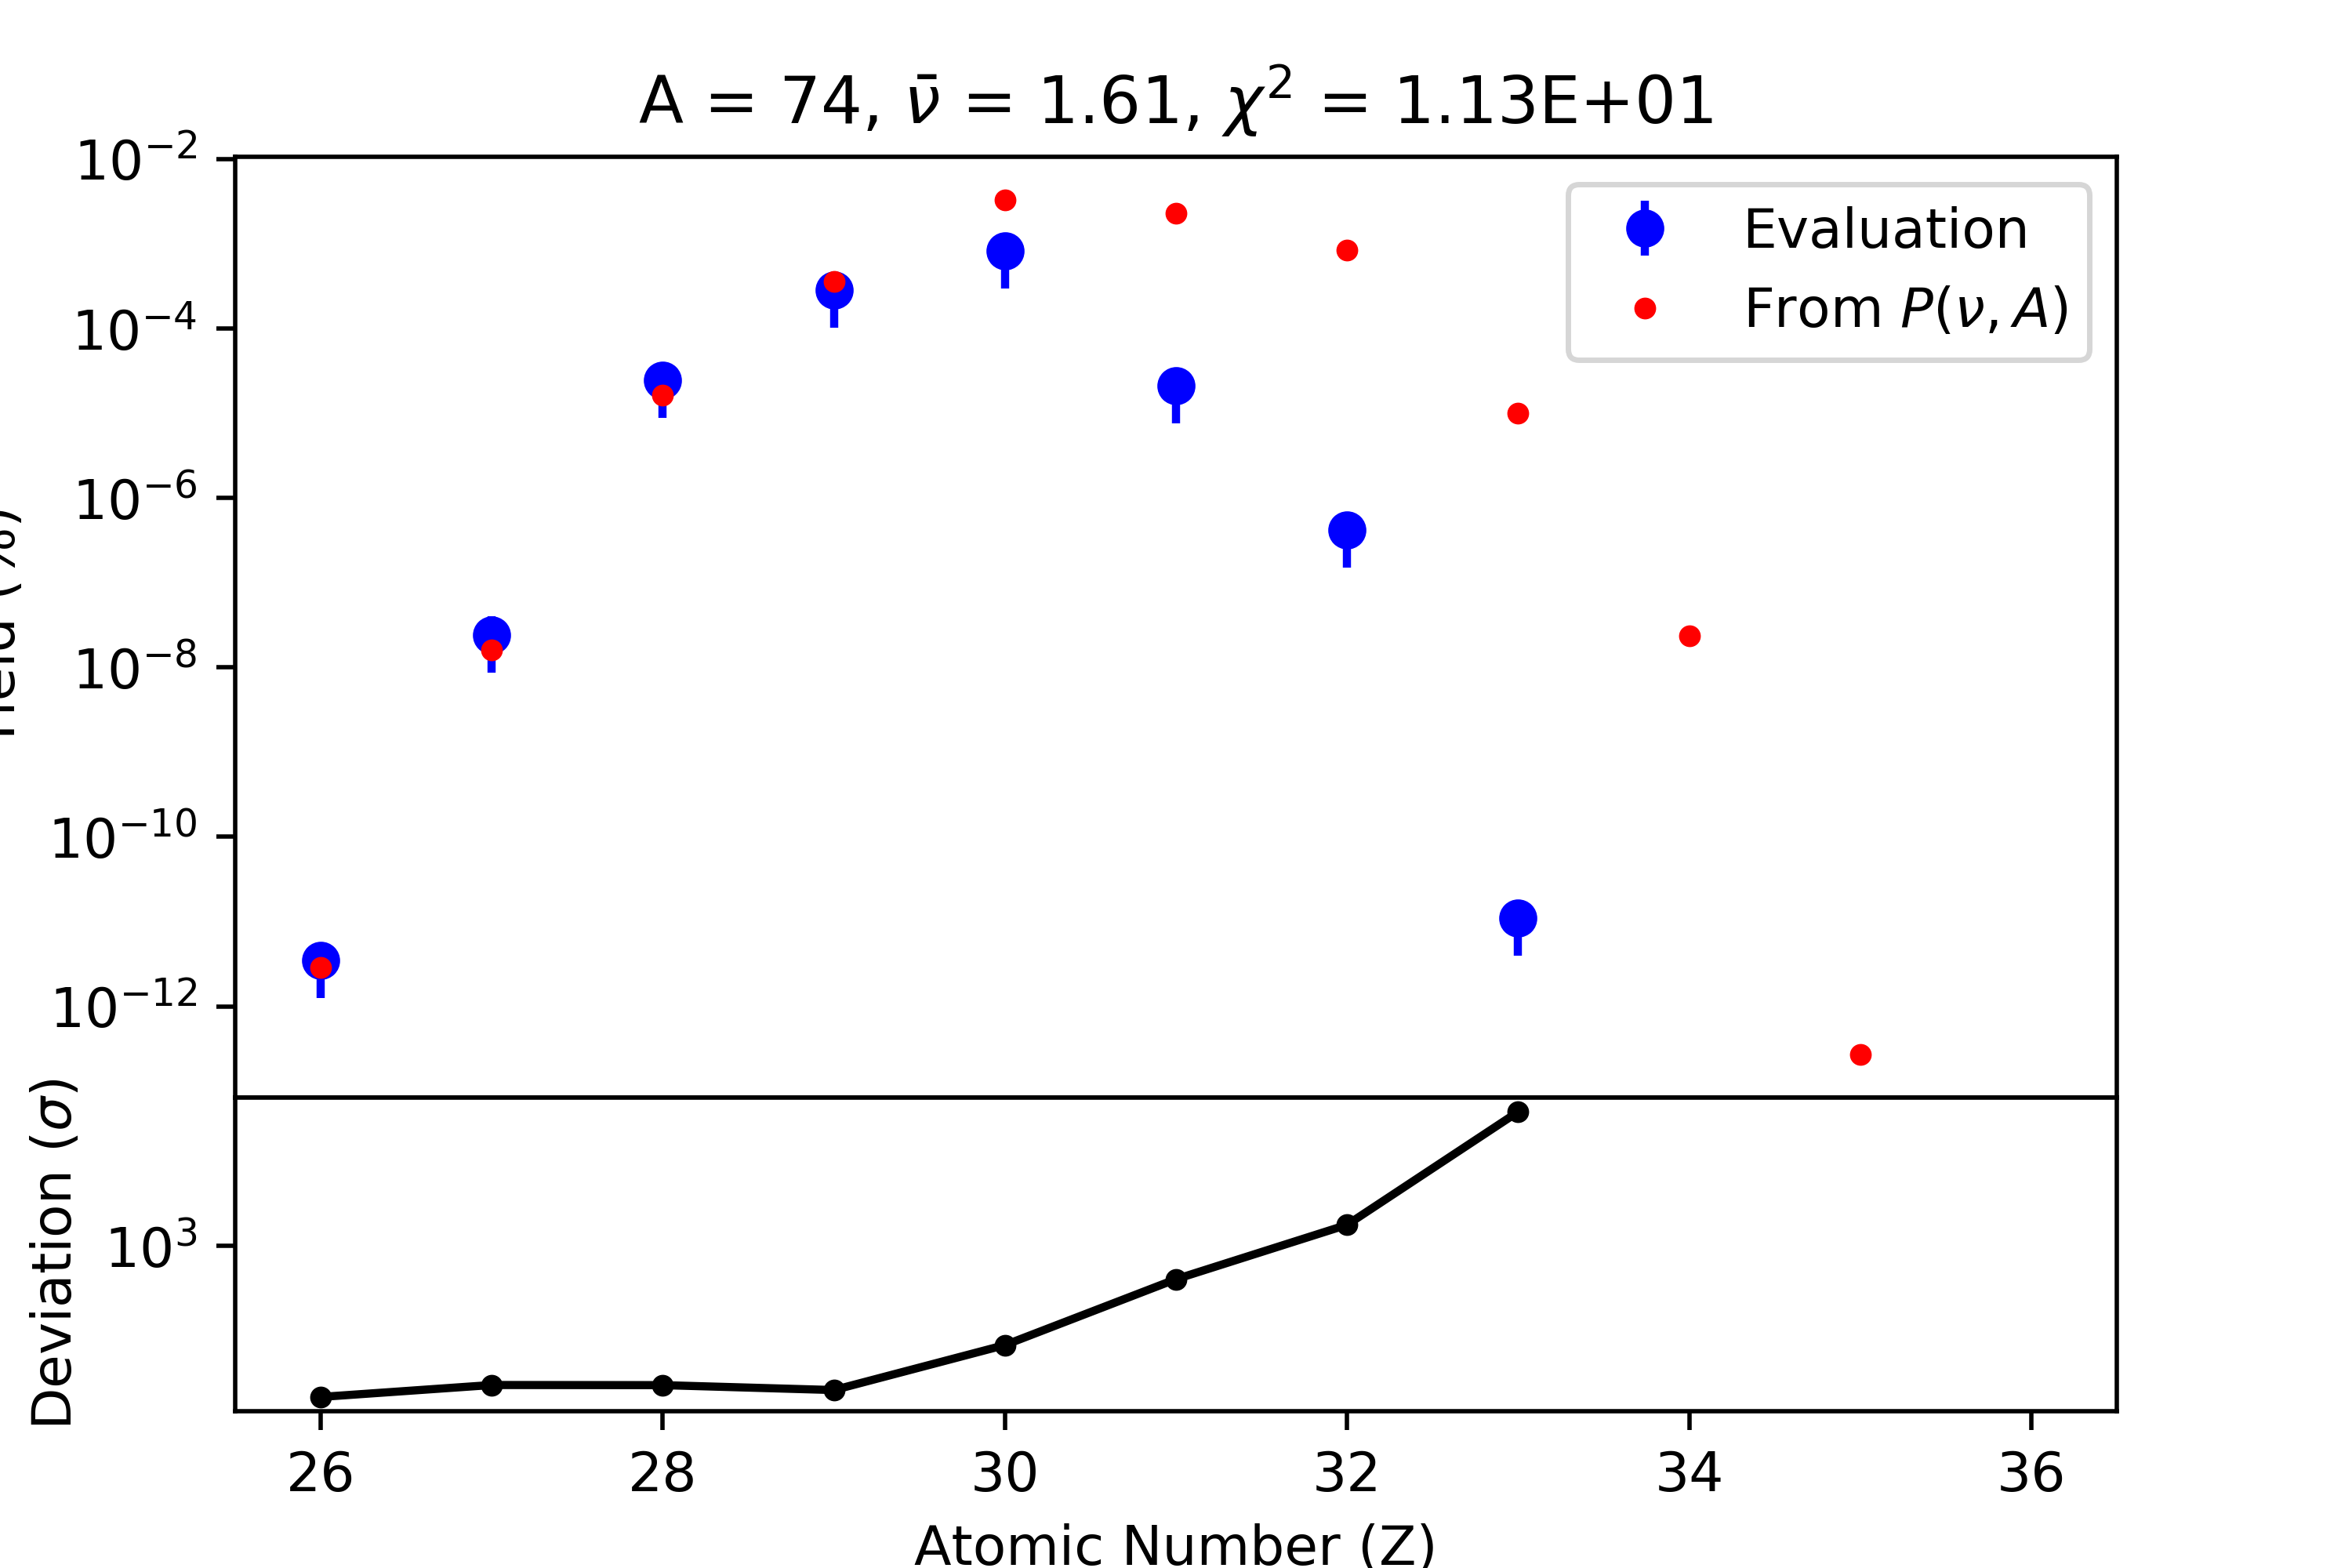 A = 74, ν̄ = 1.61, χ² = 1.13E+01
10⁻²
10⁻⁴
10⁻⁶
10⁻⁸
10⁻¹⁰
10⁻¹²
(%)
Evaluation
From P(ν, A)
Deviation (σ)
10³
26 28 30 32 34 36
Atomic Number (Z)